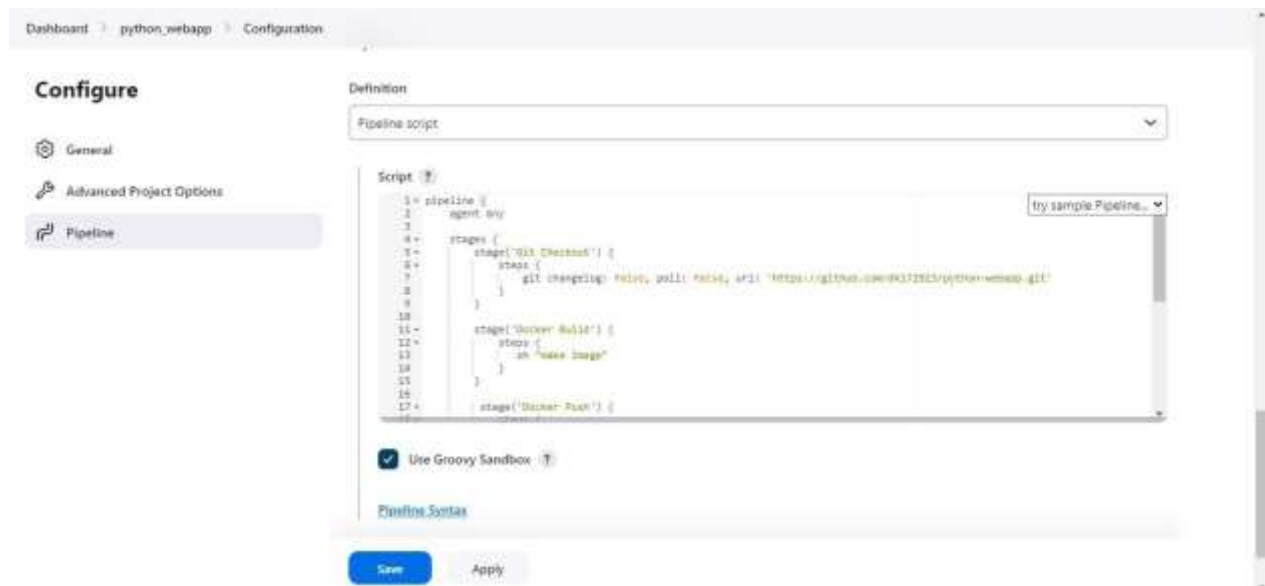 Dashboard > python_webapp > Configuration
Configure
General
Advanced Project Options
Pipeline
Definition
Pipeline script
Script ?
try sample Pipeline...
1 pipeline {
2 agent any
3
4 stages {
5 stage('Git Checkout') {
6 steps {
7 git changelog: false, poll: false, url: 'https://github.com/ /python-webapp.git'
8 }
9 }
10
11 stage('Docker Build') {
12 steps {
13 sh "make image"
14 }
15 }
16
17 stage('Docker Push') {
Use Groovy Sandbox ?
Pipeline Syntax
Save
Apply